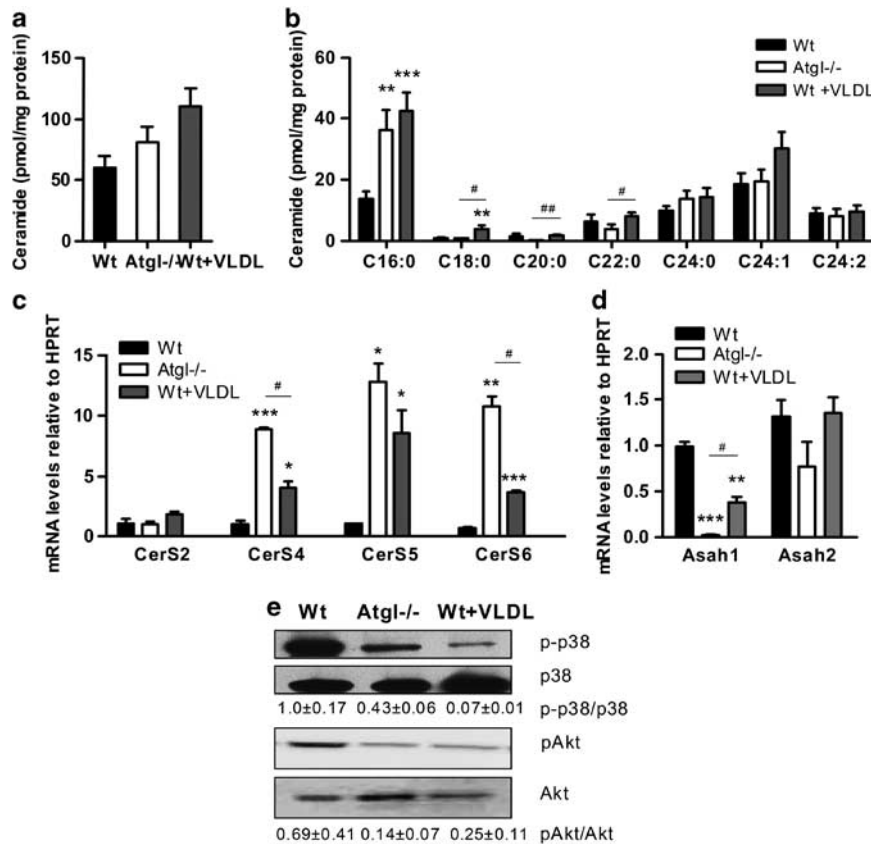 a
Ceramide (pmol/mg protein)
150
100
50
0
Wt Atgl-/- Wt+VLDL
b
Ceramide (pmol/mg protein)
60
40
20
0
Wt
Atgl-/-
Wt +VLDL
** ***
#
**
##
#
C16:0 C18:0 C20:0 C22:0 C24:0 C24:1 C24:2
c
mRNA levels relative to HPRT
15
10
5
0
Wt
Atgl-/-
Wt+VLDL
#
***
*
*
*
#
**
***
CerS2 CerS4 CerS5 CerS6
d
mRNA levels relative to HPRT
2.0
1.5
1.0
0.5
0.0
Wt
Atgl-/-
Wt+VLDL
#
***
**
Asah1 Asah2
e
Wt Atgl-/- Wt+VLDL
p-p38
p38
1.0±0.17 0.43±0.06 0.07±0.01 p-p38/p38
pAkt
Akt
0.69±0.41 0.14±0.07 0.25±0.11 pAkt/Akt